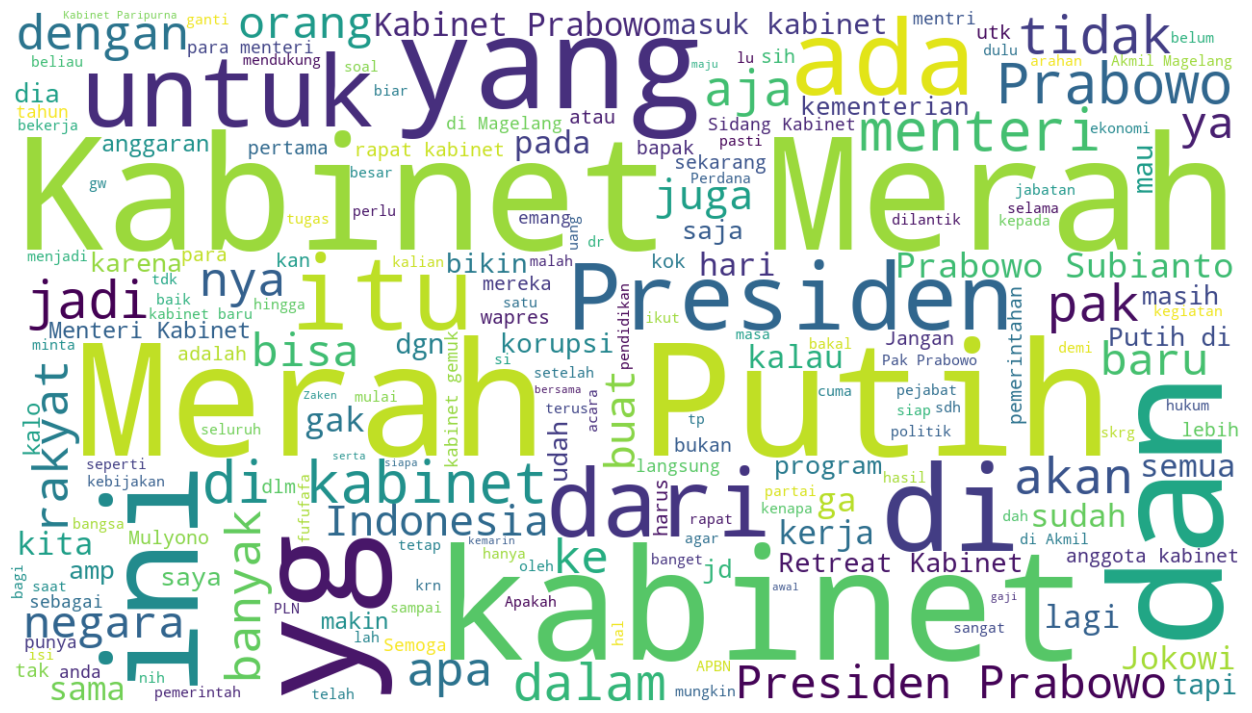 Kabinet Paripurna
dengan
beliau
ganti
para menteri
mendukung
orang
soal
biar
Kabinet Prabowo
masuk kabinet
mentri
utk
dulu
belum
arahan
Akmil Magelang
tidak
untuk
yang
maju
lu
sih
aja
ada
Prabowo
dia
tahun
bekerja
di Magelang
atau
kementerian
Sidang Kabinet
pasti
menteri
ekonomi
ya
anggaran
pertama
rapat kabinet
pada
bapak
sekarang
Perdana
mau
gw
besar
juga
jabatan
tugas
perlu
emang
uang
dr
saja
dilantik
selama
kepada
Kabinet Merah
menjadi
karena
para
nya
kan
itu
kalian
malah
bikin
mereka
kok
hari
Presiden
Prabowo Subianto
jadi
tdk
baik
kabinet baru
hingga
satu
wapres
ikut
pendidikan
masa
bakal
Jangan
pemerintahan
pak
masih
kegiatan
Menteri Kabinet
Putih di
minta
adalah
bisa
dgn
kabinet gemuk
si
korupsi
setelah
bersama
kalau
Pak Prabowo
demi
baru
rakyat
kalo
Merah Putih
Zaken
mulai
seluruh
gak
terus
acara
udah
buat
tp
cuma
pejabat
siap
sdh
politik
bukan
skrg
hukum
lebih
dan
seperti
kebijakan
ini
di kabinet
serta
siapa
dlm
fufufafa
langsung
program
partai
kenapa
hasil
akan
semua
bangsa
banyak
Indonesia
dari
harus
rapat
agar
ga
kerja
di
dah
sudah
di Akmil
kita
Mulyono
yg
tetap
kemarin
hanya
oleh
ke
banget
jd
Retreat Kabinet
anggota kabinet
bagi
saat
amp
saya
sebagai
PLN
krn
kabinet
awal
gaji
negara
makin
sampai
Apakah
sangat
lagi
punya
lah
Semoga
hal
isi
tak
anda
apa
APBN
Jokowi
nih
sama
pemerintah
telah
dalam
mungkin
Presiden Prabowo
tapi